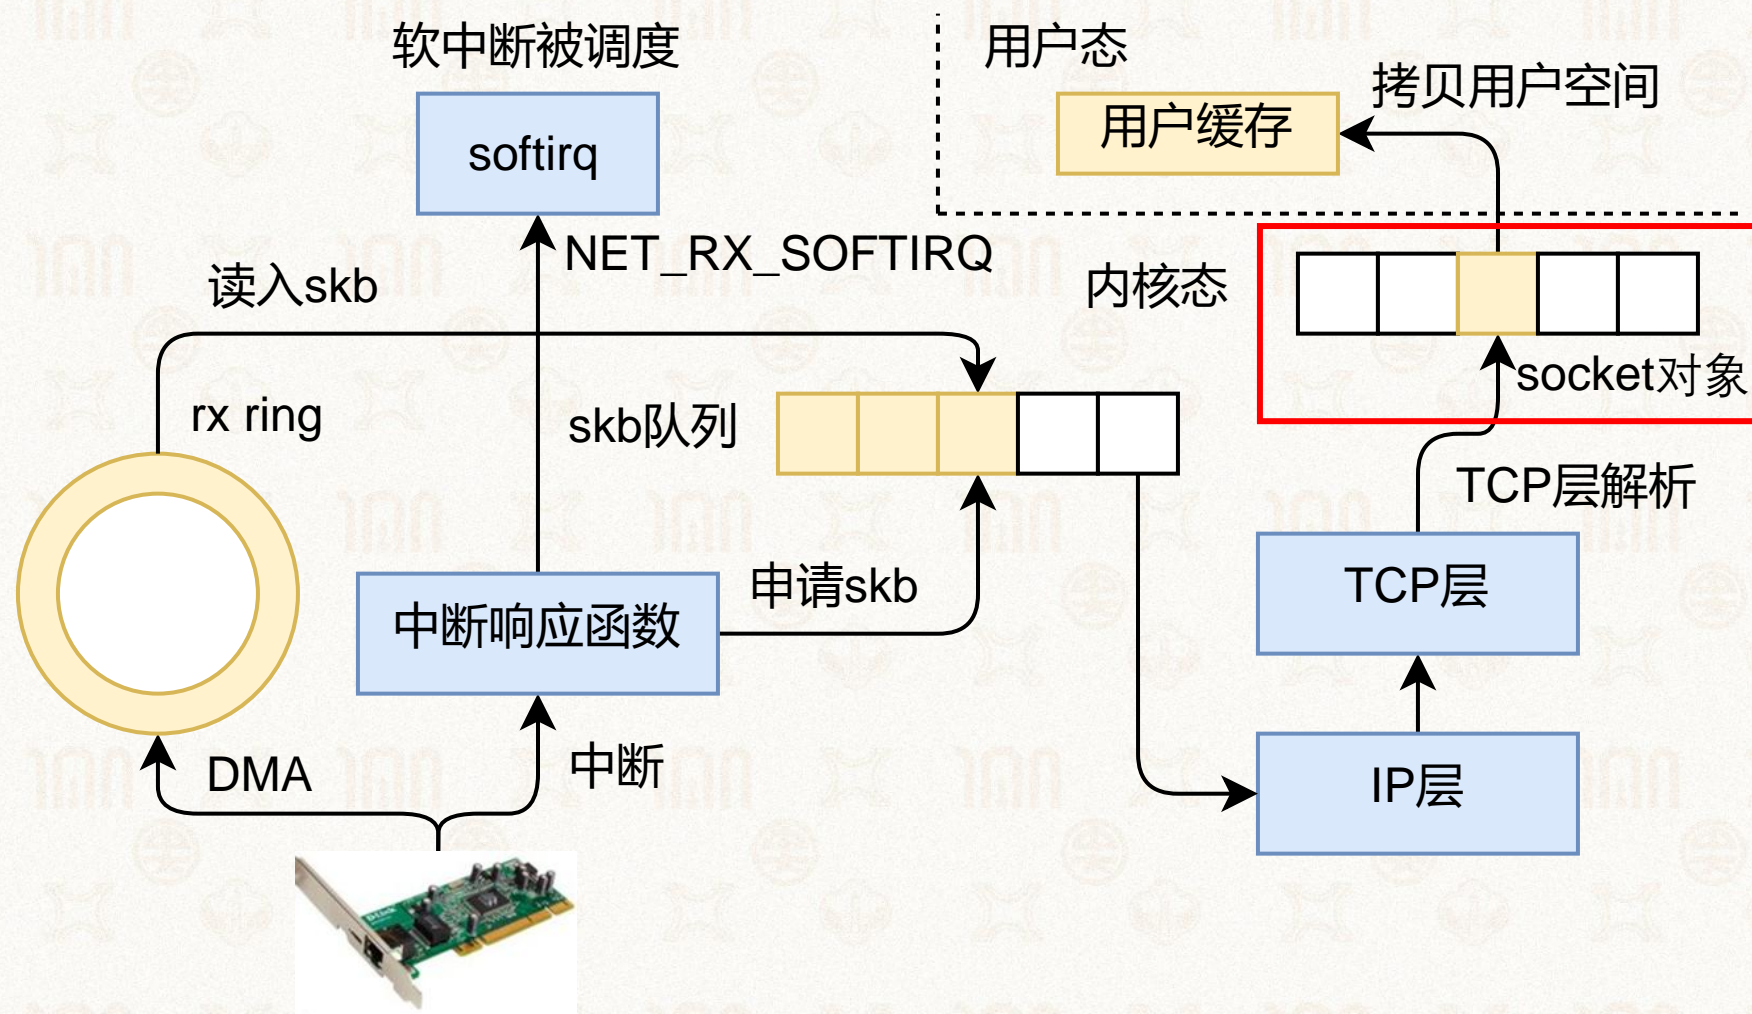 软中断被调度
用户态
拷贝用户空间
用户缓存
softirq
NET_RX_SOFTIRQ
读入skb
内核态
socket对象
rx ring
skb队列
TCP层解析
申请skb
TCP层
中断响应函数
DMA
中断
IP层